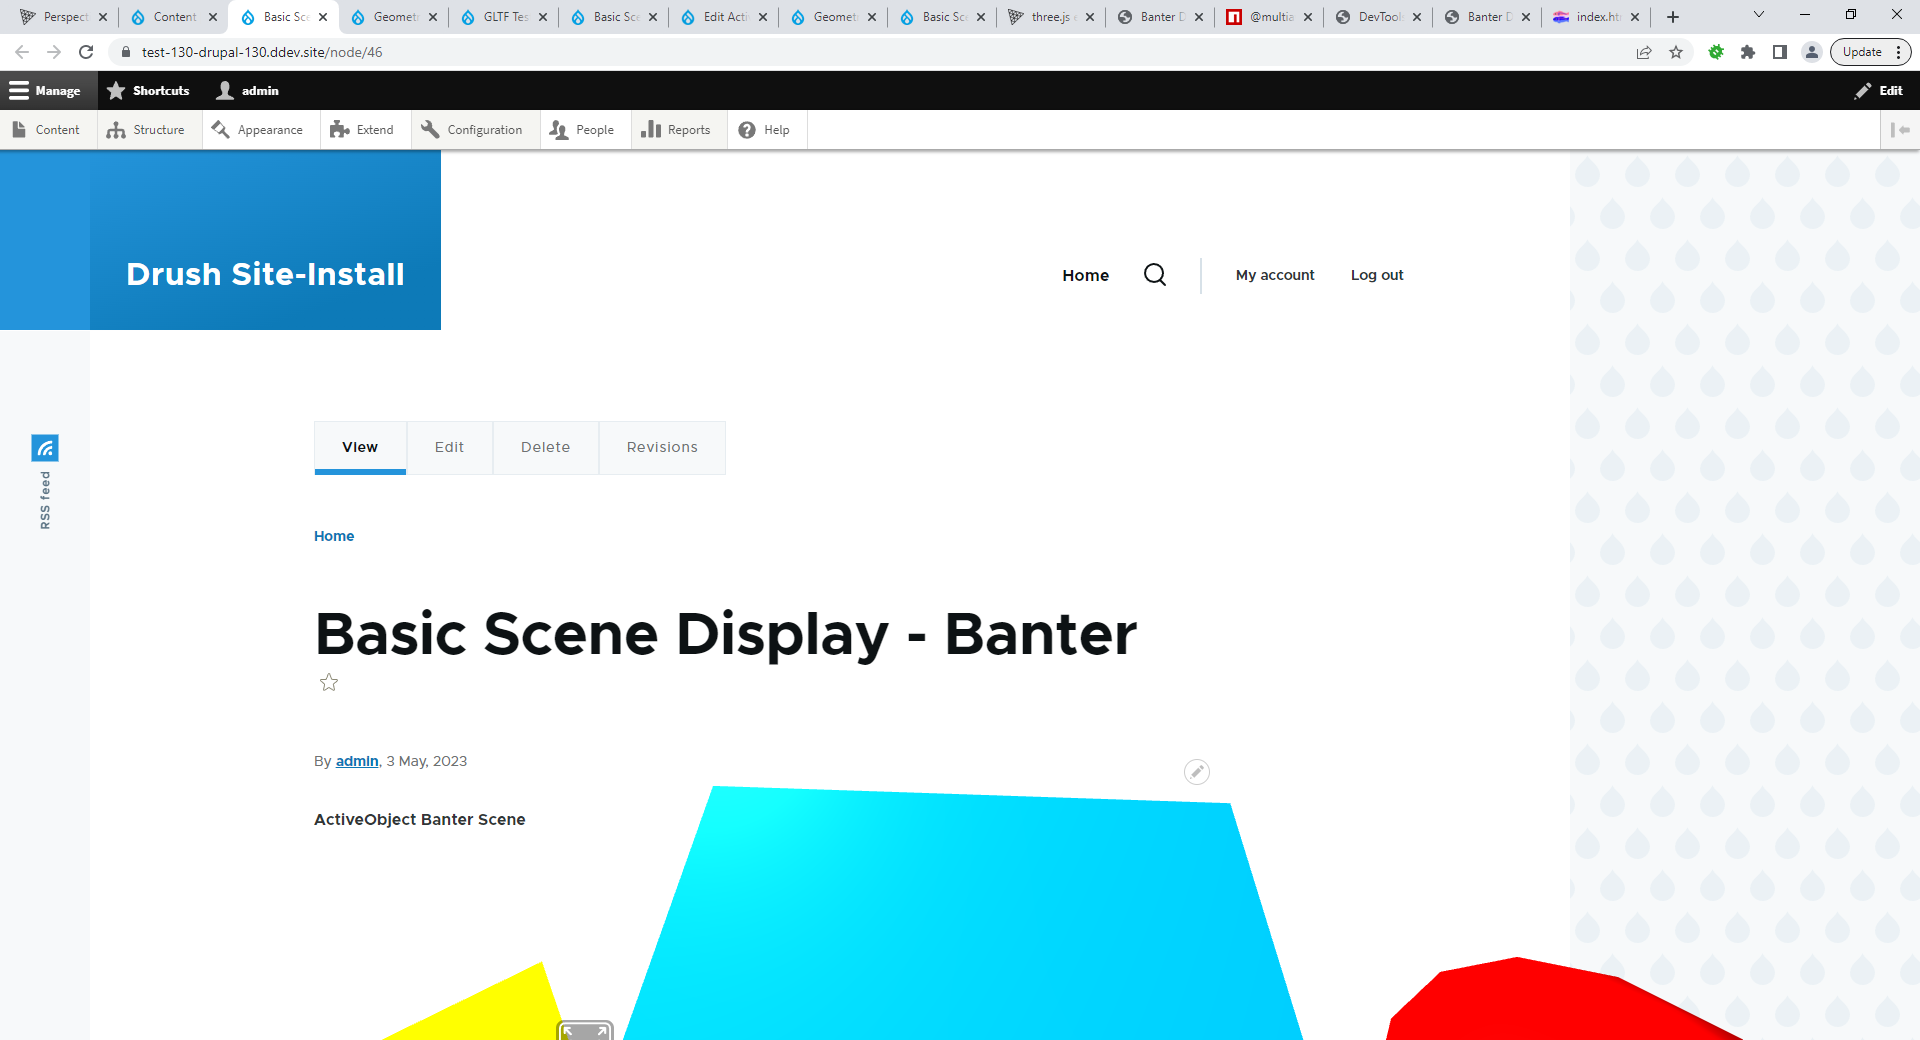 Perspect
Content
Basic Sc
Geomet
GLTF Tes
Basic Sc
Edit Acti
Geomet
Basic Sc
three.js
Banter D
@multia
DevTool
Banter D
index.ht
test-130-drupal-130.ddev.site/node/46
Update
Manage Shortcuts admin Edit
Content Structure Appearance Extend Configuration People Reports Help
Drush Site-Install
Home My account Log out
RSS feed
View Edit Delete Revisions
Home
Basic Scene Display - Banter
By admin, 3 May, 2023
ActiveObject Banter Scene